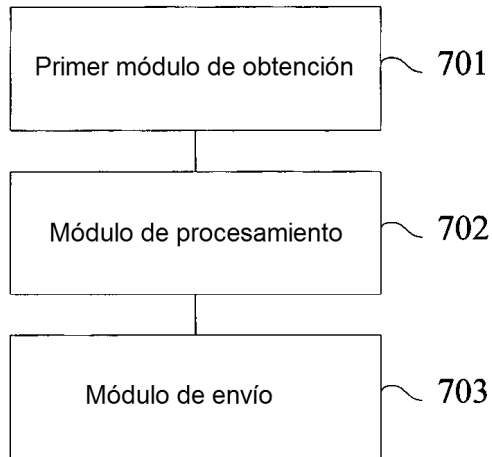 Primer módulo de obtención 701
Módulo de procesamiento 702
Módulo de envío 703